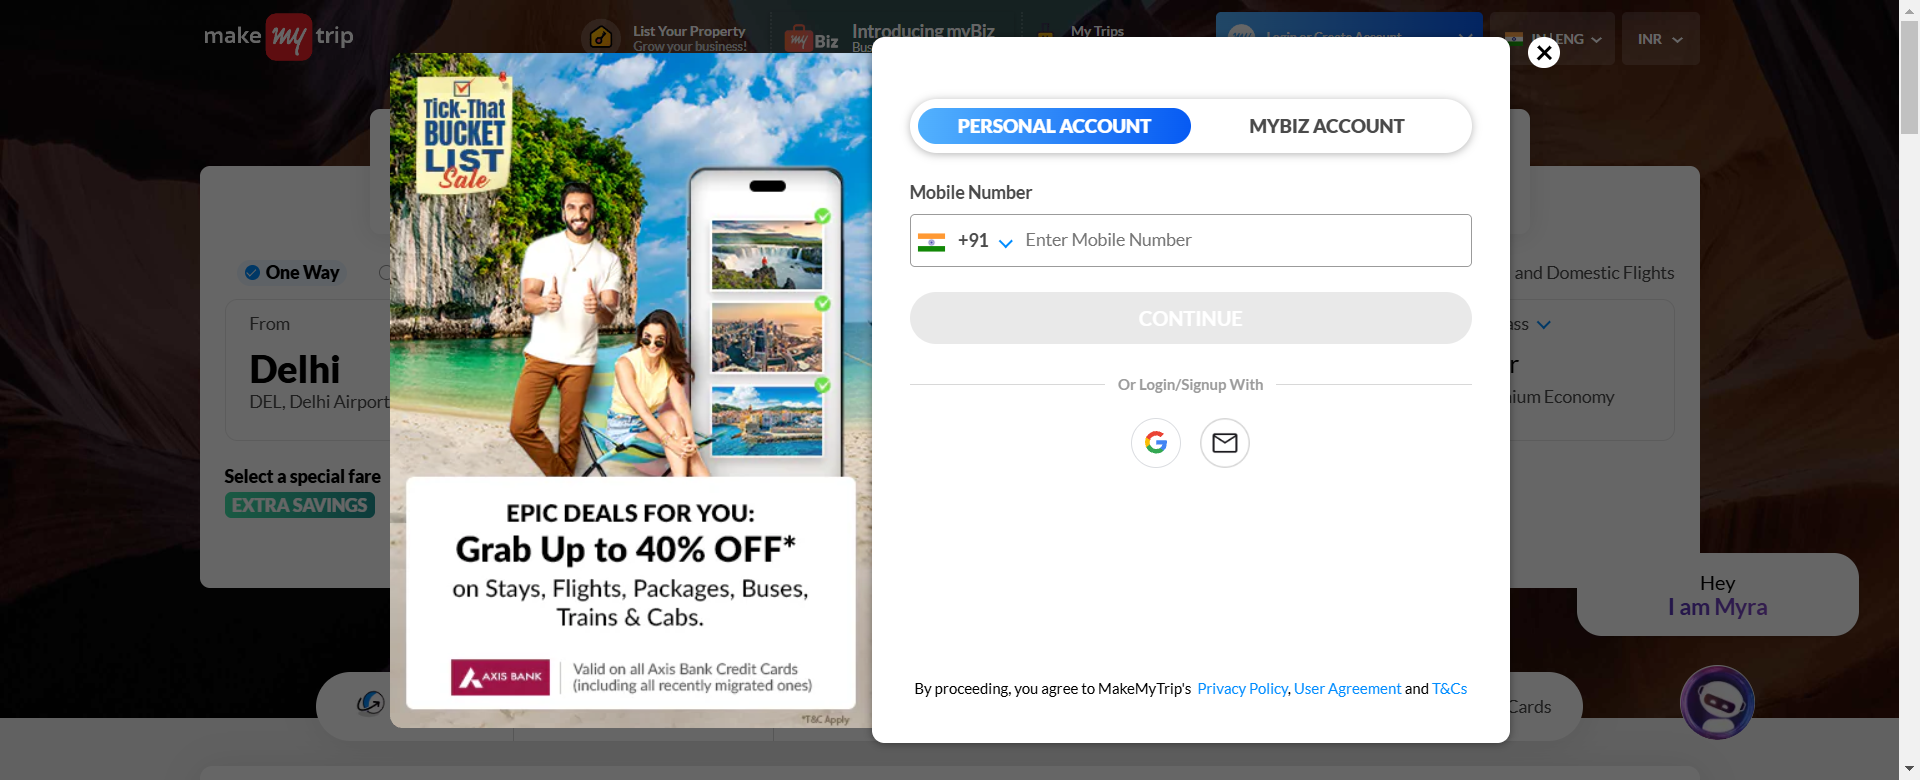 make my trip
List Your Property
Grow your business!
my Biz
Introducing myBiz
My Trips
Login or Create Account
IN | ENG
INR
Tick-That
BUCKET
LIST
Sale
PERSONAL ACCOUNT
MYBIZ ACCOUNT
Mobile Number
+91
Enter Mobile Number
CONTINUE
Or Login/Signup With
One Way
and Domestic Flights
From
Delhi
DEL, Delhi Airport
Economy
Select a special fare
EXTRA SAVINGS
EPIC DEALS FOR YOU:
Grab Up to 40% OFF*
on Stays, Flights, Packages, Buses,
Trains & Cabs.
AXIS BANK
Valid on all Axis Bank Credit Cards
(including all recently migrated ones)
*T&C Apply
Hey
I am Myra
By proceeding, you agree to MakeMyTrip's Privacy Policy, User Agreement and T&Cs
Cards